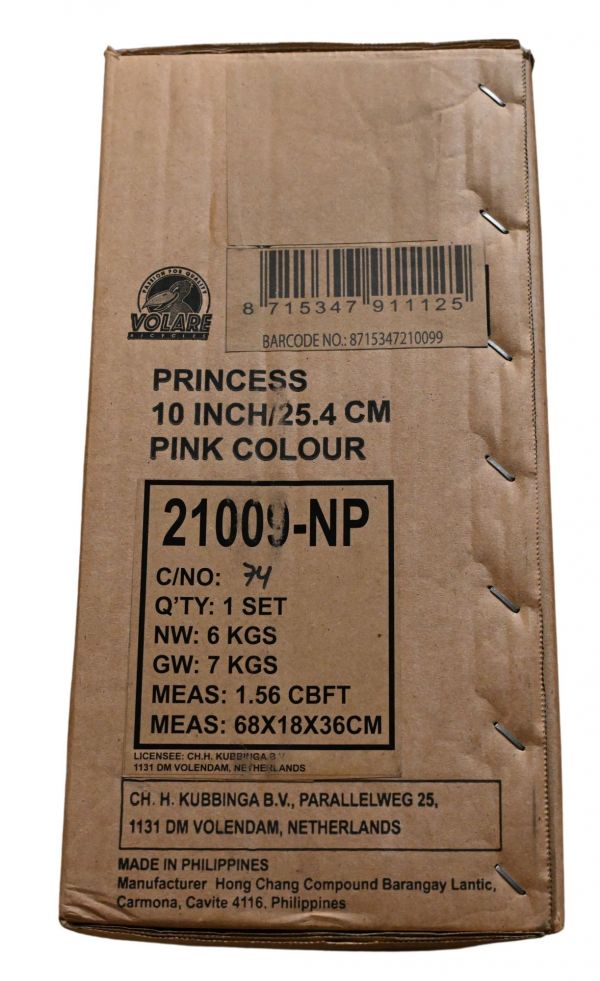 8 715347 911125
BARCODE NO.: 8715347210099
PASSION FOR QUALITY
VOLARE
BICYCLES
PRINCESS
10 INCH/25.4 CM
PINK COLOUR
21009-NP
C/NO: 74
Q'TY: 1 SET
NW: 6 KGS
GW: 7 KGS
MEAS: 1.56 CBFT
MEAS: 68X18X36CM
LICENSEE: CH.H. KUBBINGA B.V
1131 DM VOLENDAM, NETHERLANDS
CH. H. KUBBINGA B.V., PARALLELWEG 25,
1131 DM VOLENDAM, NETHERLANDS
MADE IN PHILIPPINES
Manufacturer Hong Chang Compound Barangay Lantic,
Carmona, Cavite 4116, Philippines